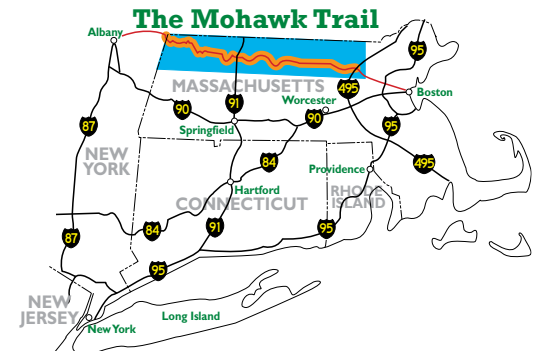 The Mohawk Trail
Albany
95
MASSACHUSETTS
495
Boston
90
91
Worcester
90
87
Springfield
95
NEW
YORK
84
Providence
495
Hartford
RHODE
ISLAND
CONNECTICUT
87
84
91
95
95
NEW
JERSEY
New York
Long Island